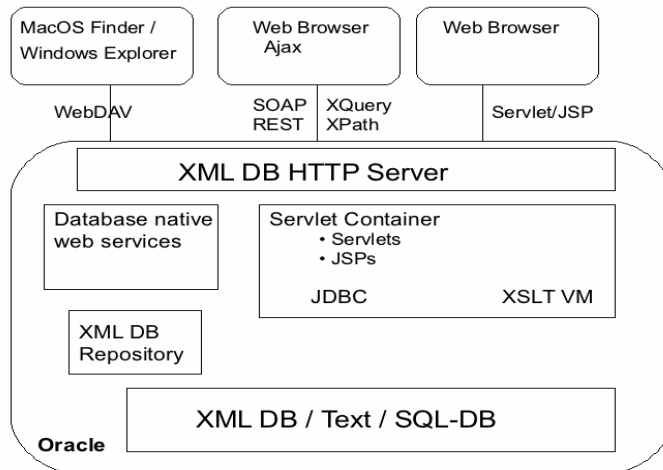 MacOS Finder /
Windows Explorer
Web Browser
Ajax
Web Browser
WebDAV
SOAP
REST
XQuery
XPath
Servlet/JSP
XML DB HTTP Server
Database native
web services
Servlet Container
• Servlets
• JSPs
JDBC
XSLT VM
XML DB
Repository
XML DB / Text / SQL-DB
Oracle